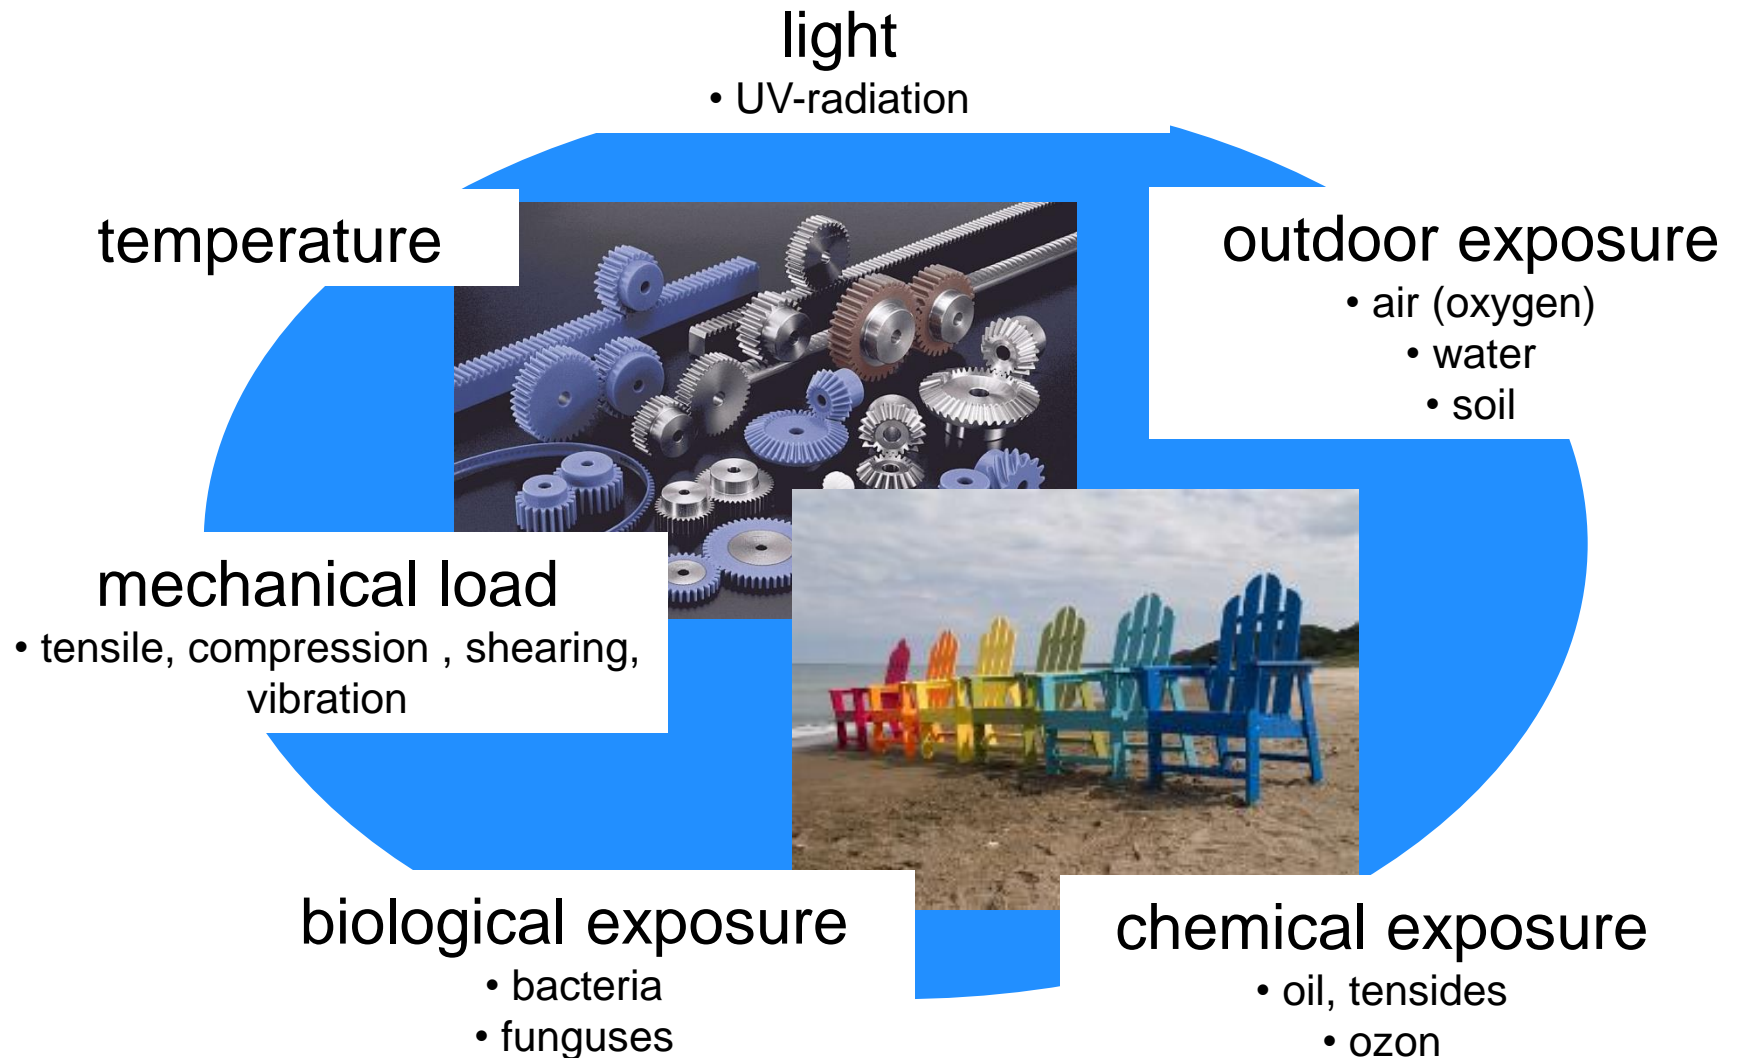 light
• UV-radiation
temperature
outdoor exposure
• air (oxygen)
• water
• soil
mechanical load
• tensile, compression , shearing,
vibration
biological exposure
• bacteria
• funguses
chemical exposure
• oil, tensides
• ozon